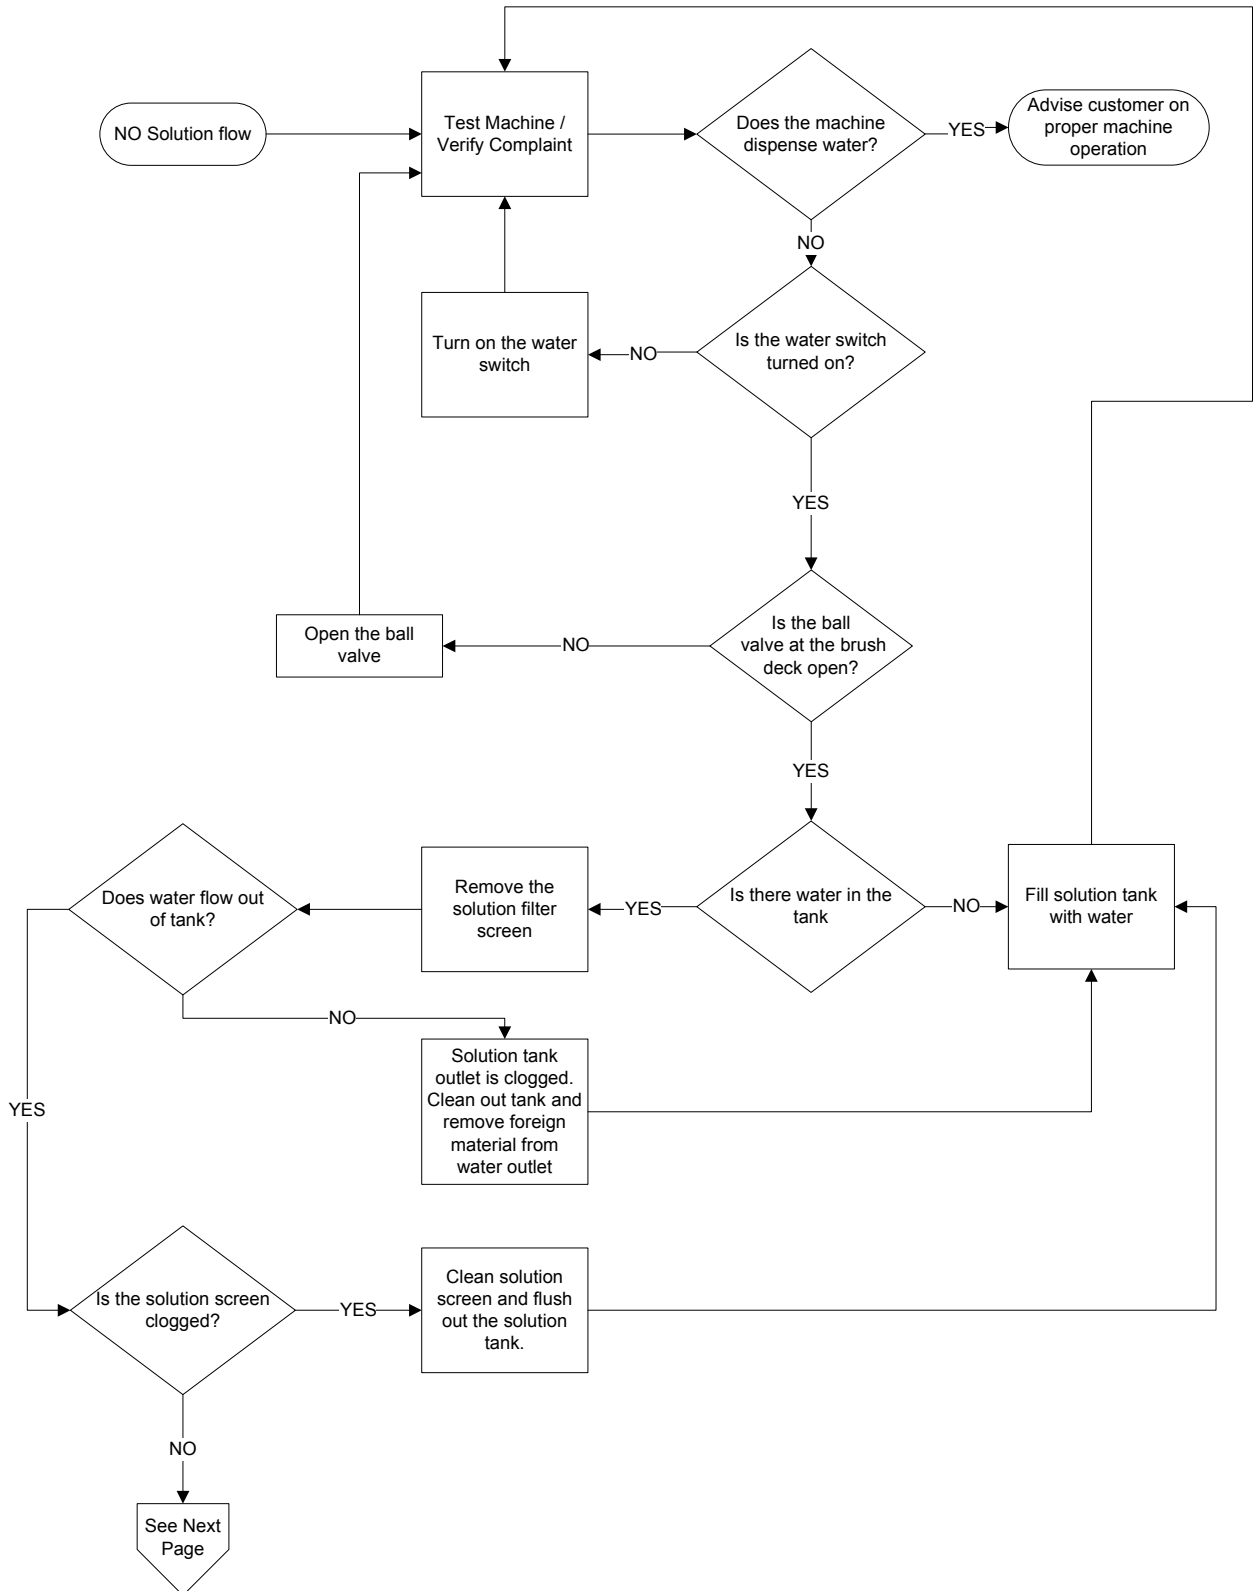 NO Solution flow
Test Machine /
Verify Complaint
Does the machine
dispense water?
YES
Advise customer on
proper machine
operation
NO
Turn on the water
switch
NO
Is the water switch
turned on?
YES
Open the ball
valve
NO
Is the ball
valve at the brush
deck open?
YES
Does water flow out
of tank?
Remove the
solution filter
screen
YES
Is there water in the
tank
NO
Fill solution tank
with water
NO
Solution tank
outlet is clogged.
Clean out tank and
remove foreign
material from
water outlet
YES
Is the solution screen
clogged?
YES
Clean solution
screen and flush
out the solution
tank.
NO
See Next
Page